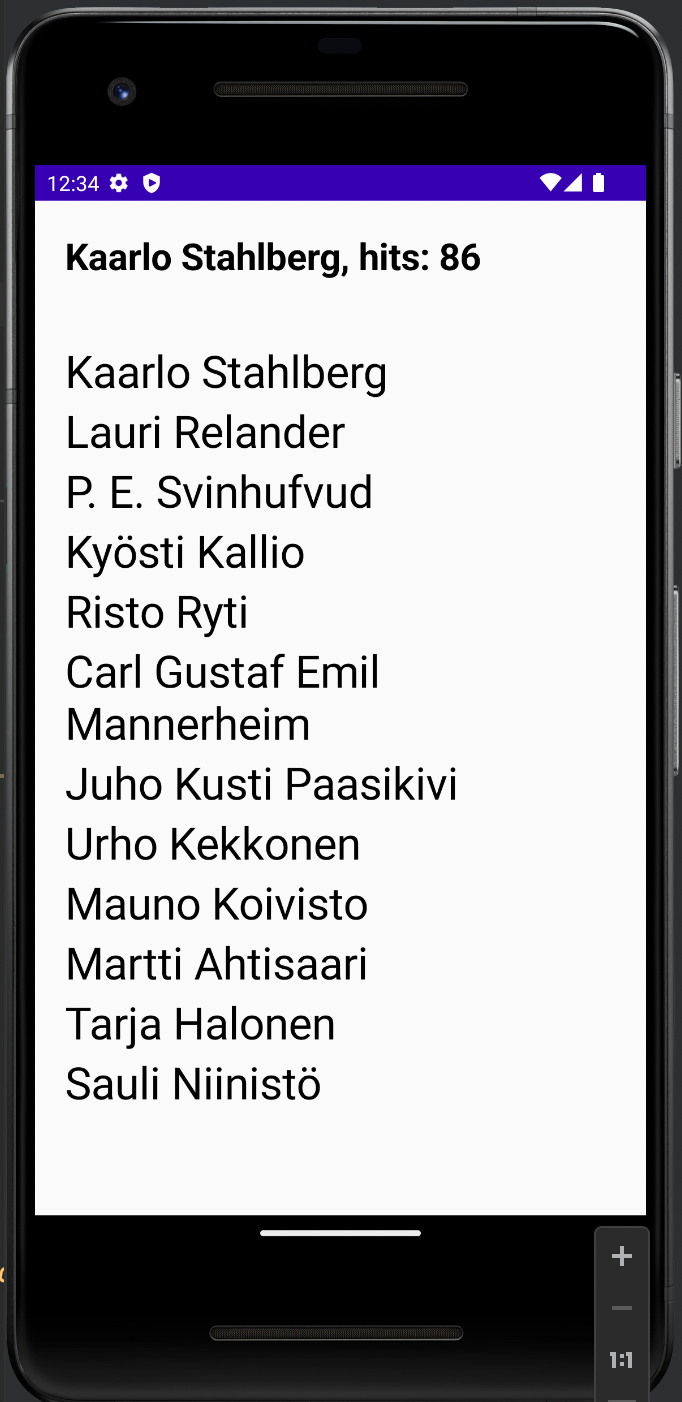 12:34
Kaarlo Stahlberg, hits: 86
Kaarlo Stahlberg
Lauri Relander
P. E. Svinhufvud
Kyösti Kallio
Risto Ryti
Carl Gustaf Emil
Mannerheim
Juho Kusti Paasikivi
Urho Kekkonen
Mauno Koivisto
Martti Ahtisaari
Tarja Halonen
Sauli Niinistö
1:1